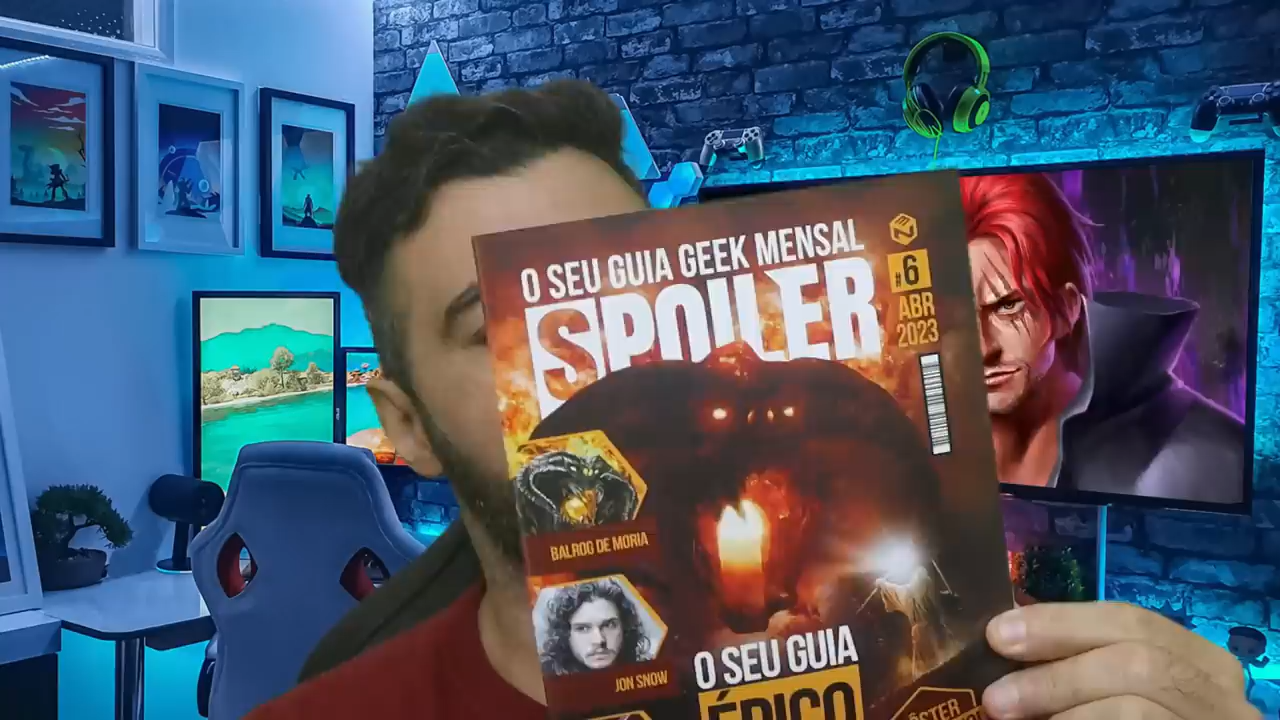 O SEU GUIA GEEK MENSAL
SPOILER
#6
ABR
2023
BALROG DE MORIA
JON SNOW
O SEU GUIA
ÉPICO